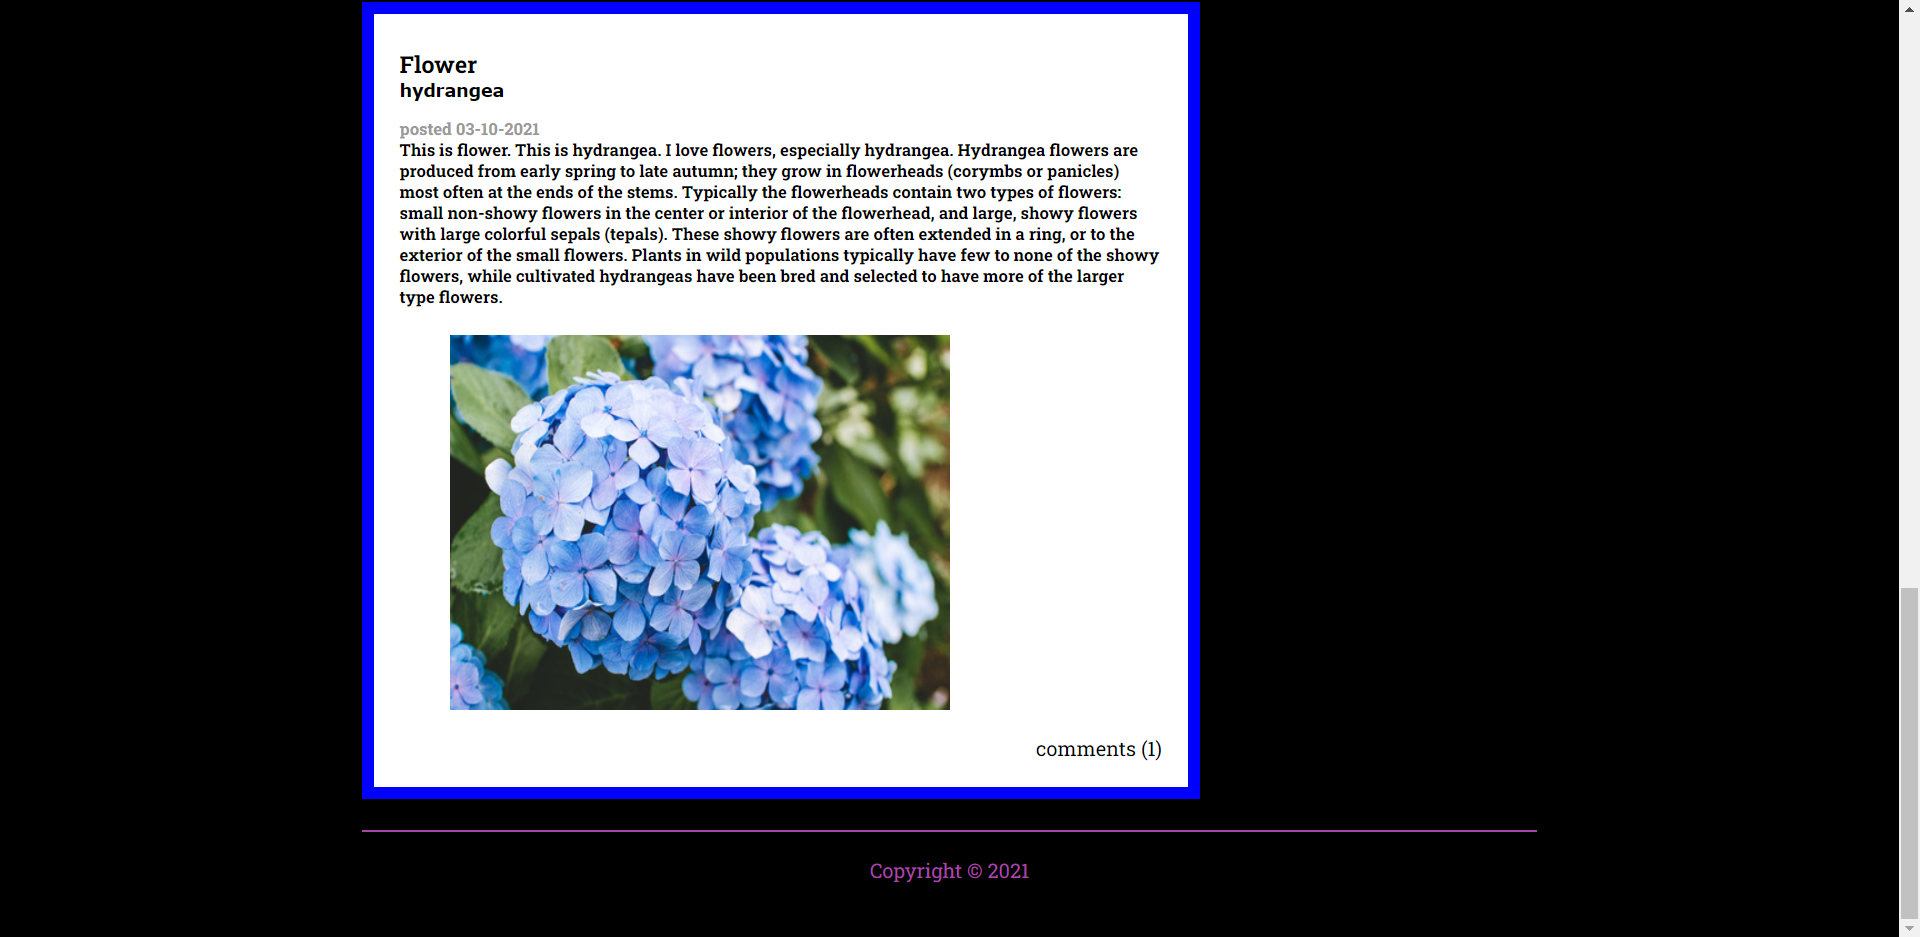 Flower
hydrangea
posted 03-10-2021
This is flower. This is hydrangea. I love flowers, especially hydrangea. Hydrangea flowers are
produced from early spring to late autumn; they grow in flowerheads (corymbs or panicles)
most often at the ends of the stems. Typically the flowerheads contain two types of flowers:
small non-showy flowers in the center or interior of the flowerhead, and large, showy flowers
with large colorful sepals (tepals). These showy flowers are often extended in a ring, or to the
exterior of the small flowers. Plants in wild populations typically have few to none of the showy
flowers, while cultivated hydrangeas have been bred and selected to have more of the larger
type flowers.
comments (1)
Copyright © 2021